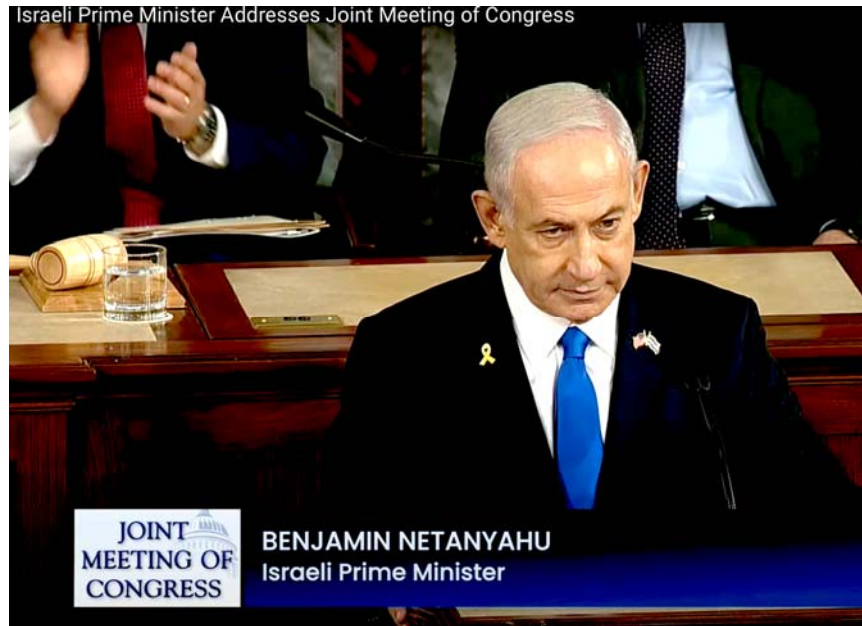 Israeli Prime Minister Addresses Joint Meeting of Congress
JOINT
MEETING OF
CONGRESS
BENJAMIN NETANYAHU
Israeli Prime Minister